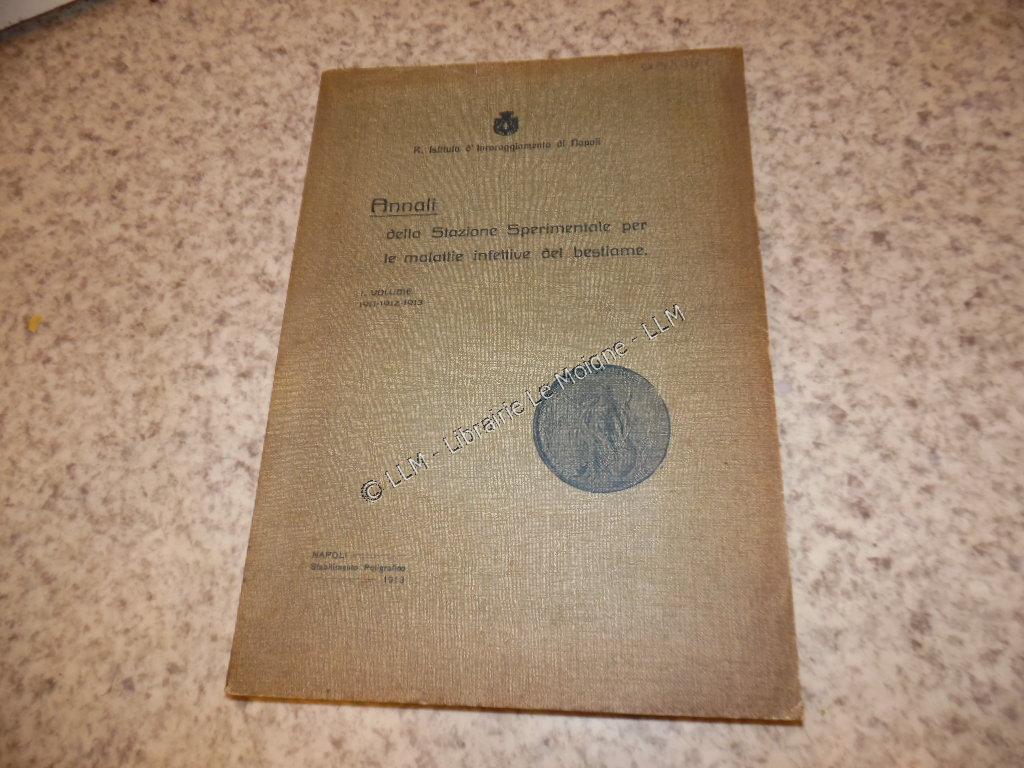 R. Istituto d'Incoraggiamento di Napoli
Annali
della Stazione Sperimentale per
le malattie infettive del bestiame.
I. VOLUME
1911-1912-1913
© LLM - Librairie Le Moigne - LLM
NAPOLI
Stabilimento Poligrafico
1913